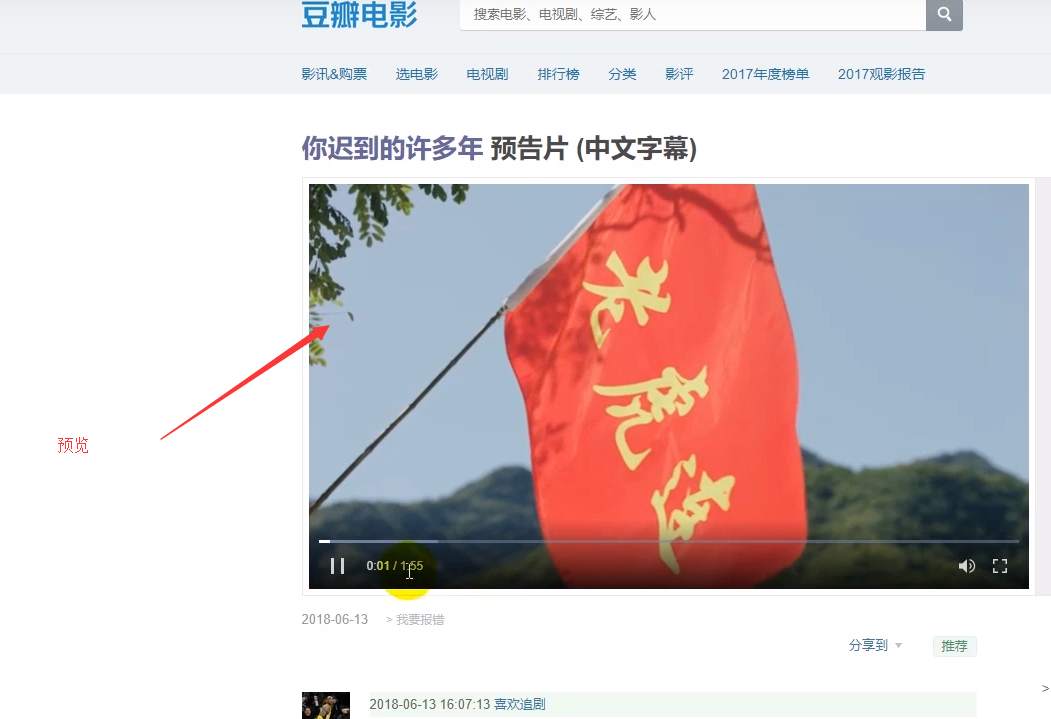 豆瓣电影
搜索电影、电视剧、综艺、影人
影讯&购票 选电影 电视剧 排行榜 分类 影评 2017年度榜单 2017观影报告
你迟到的许多年 预告片 (中文字幕)
预览
0:01 / 1:55
2018-06-13 > 我要报错
分享到 推荐
>
2018-06-13 16:07:13 喜欢追剧